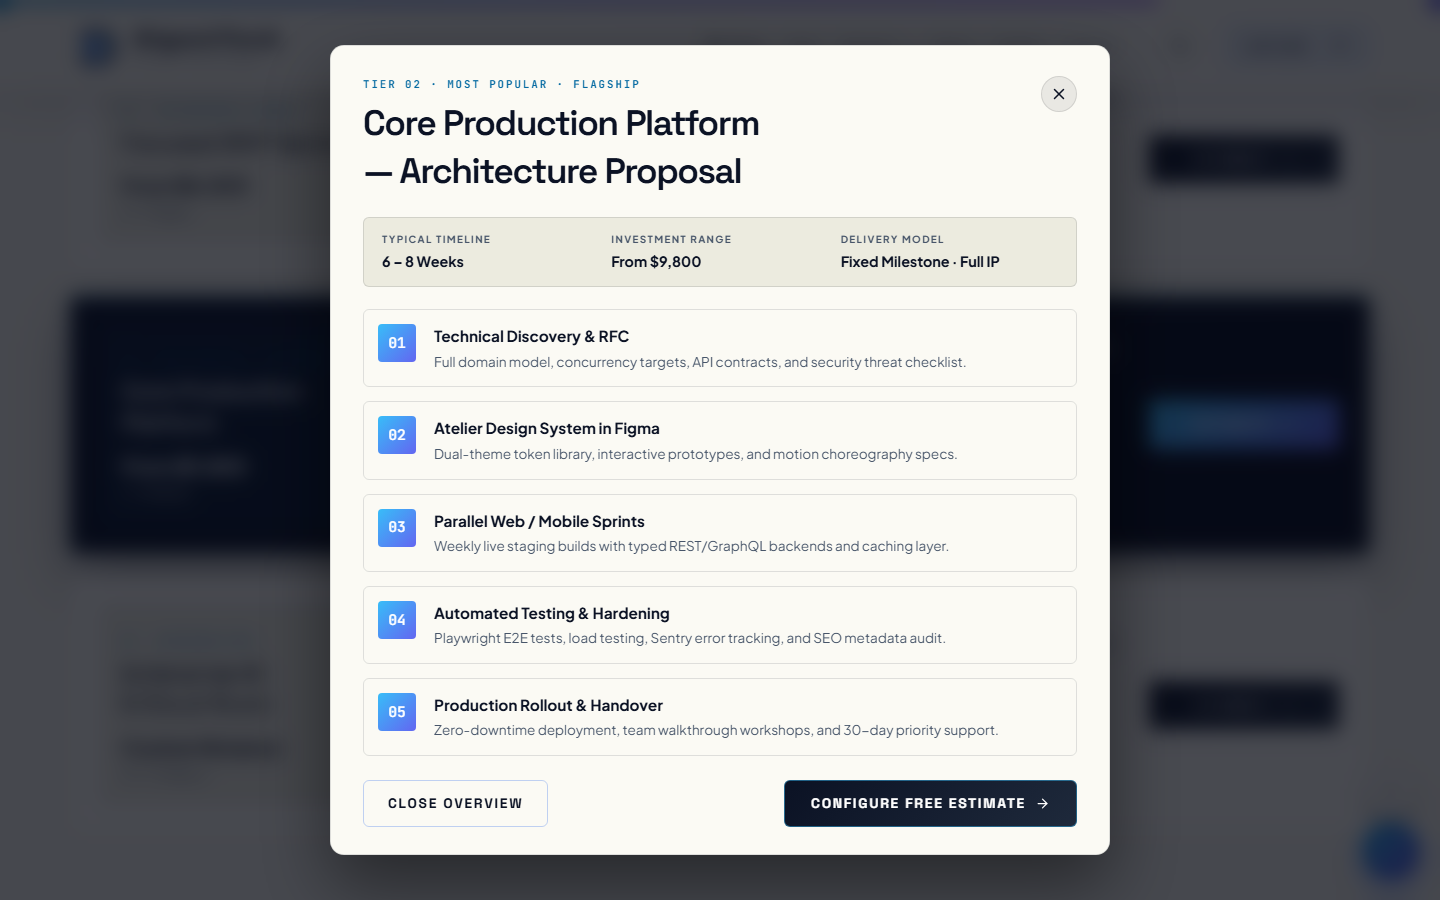 TIER 02 · MOST POPULAR · FLAGSHIP
Core Production Platform
— Architecture Proposal
TYPICAL TIMELINE
6 – 8 Weeks
INVESTMENT RANGE
From $9,800
DELIVERY MODEL
Fixed Milestone · Full IP
01
Technical Discovery & RFC
Full domain model, concurrency targets, API contracts, and security threat checklist.
02
Atelier Design System in Figma
Dual-theme token library, interactive prototypes, and motion choreography specs.
03
Parallel Web / Mobile Sprints
Weekly live staging builds with typed REST/GraphQL backends and caching layer.
04
Automated Testing & Hardening
Playwright E2E tests, load testing, Sentry error tracking, and SEO metadata audit.
05
Production Rollout & Handover
Zero-downtime deployment, team walkthrough workshops, and 30-day priority support.
CLOSE OVERVIEW
CONFIGURE FREE ESTIMATE →